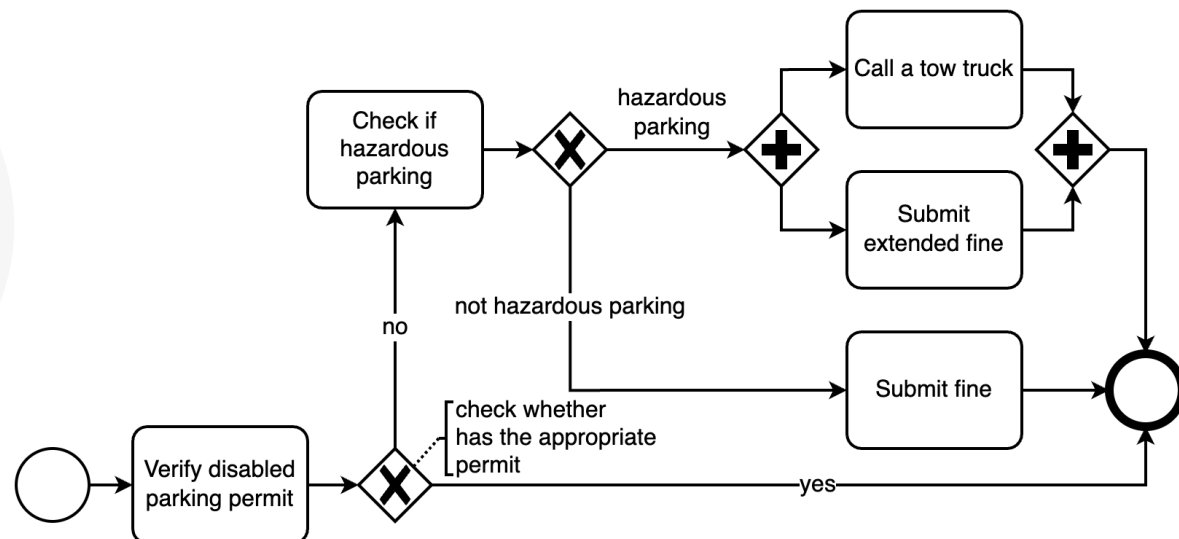 Call a tow truck
hazardous
parking
Check if
hazardous
parking
Submit
extended fine
not hazardous parking
no
Submit fine
check whether
has the appropriate
permit
Verify disabled
parking permit
yes